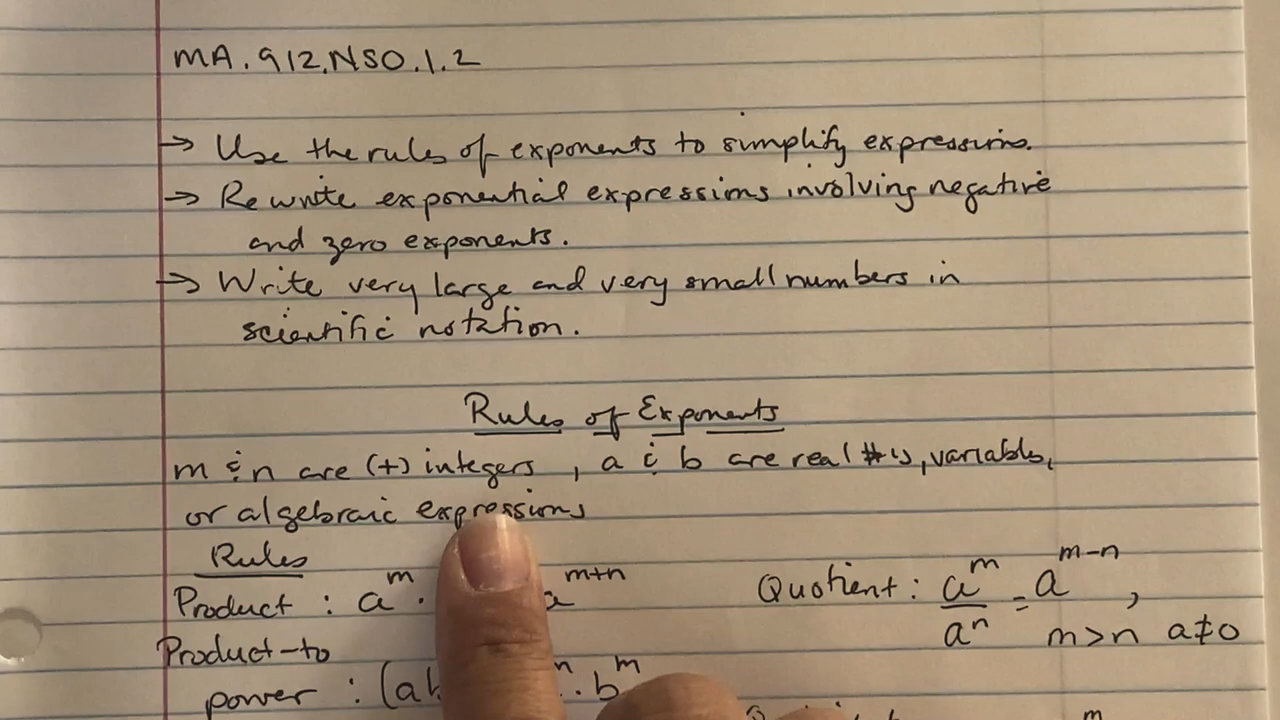 MA.912.NSO.1.2
→ Use the rules of exponents to simplify expressions.
→ Rewrite exponential expressions involving negative
and zero exponents.
→ Write very large and very small numbers in
scientific notation.
Rules of Exponents
m & n are (+) integers, a & b are real #'s, variables,
or algebraic expressions
Rules
Product : a^m · a^{m+n}
Quotient : a^m/a^n = a^{m-n}, m>n a≠0
Product-to
power : (ab · b^m